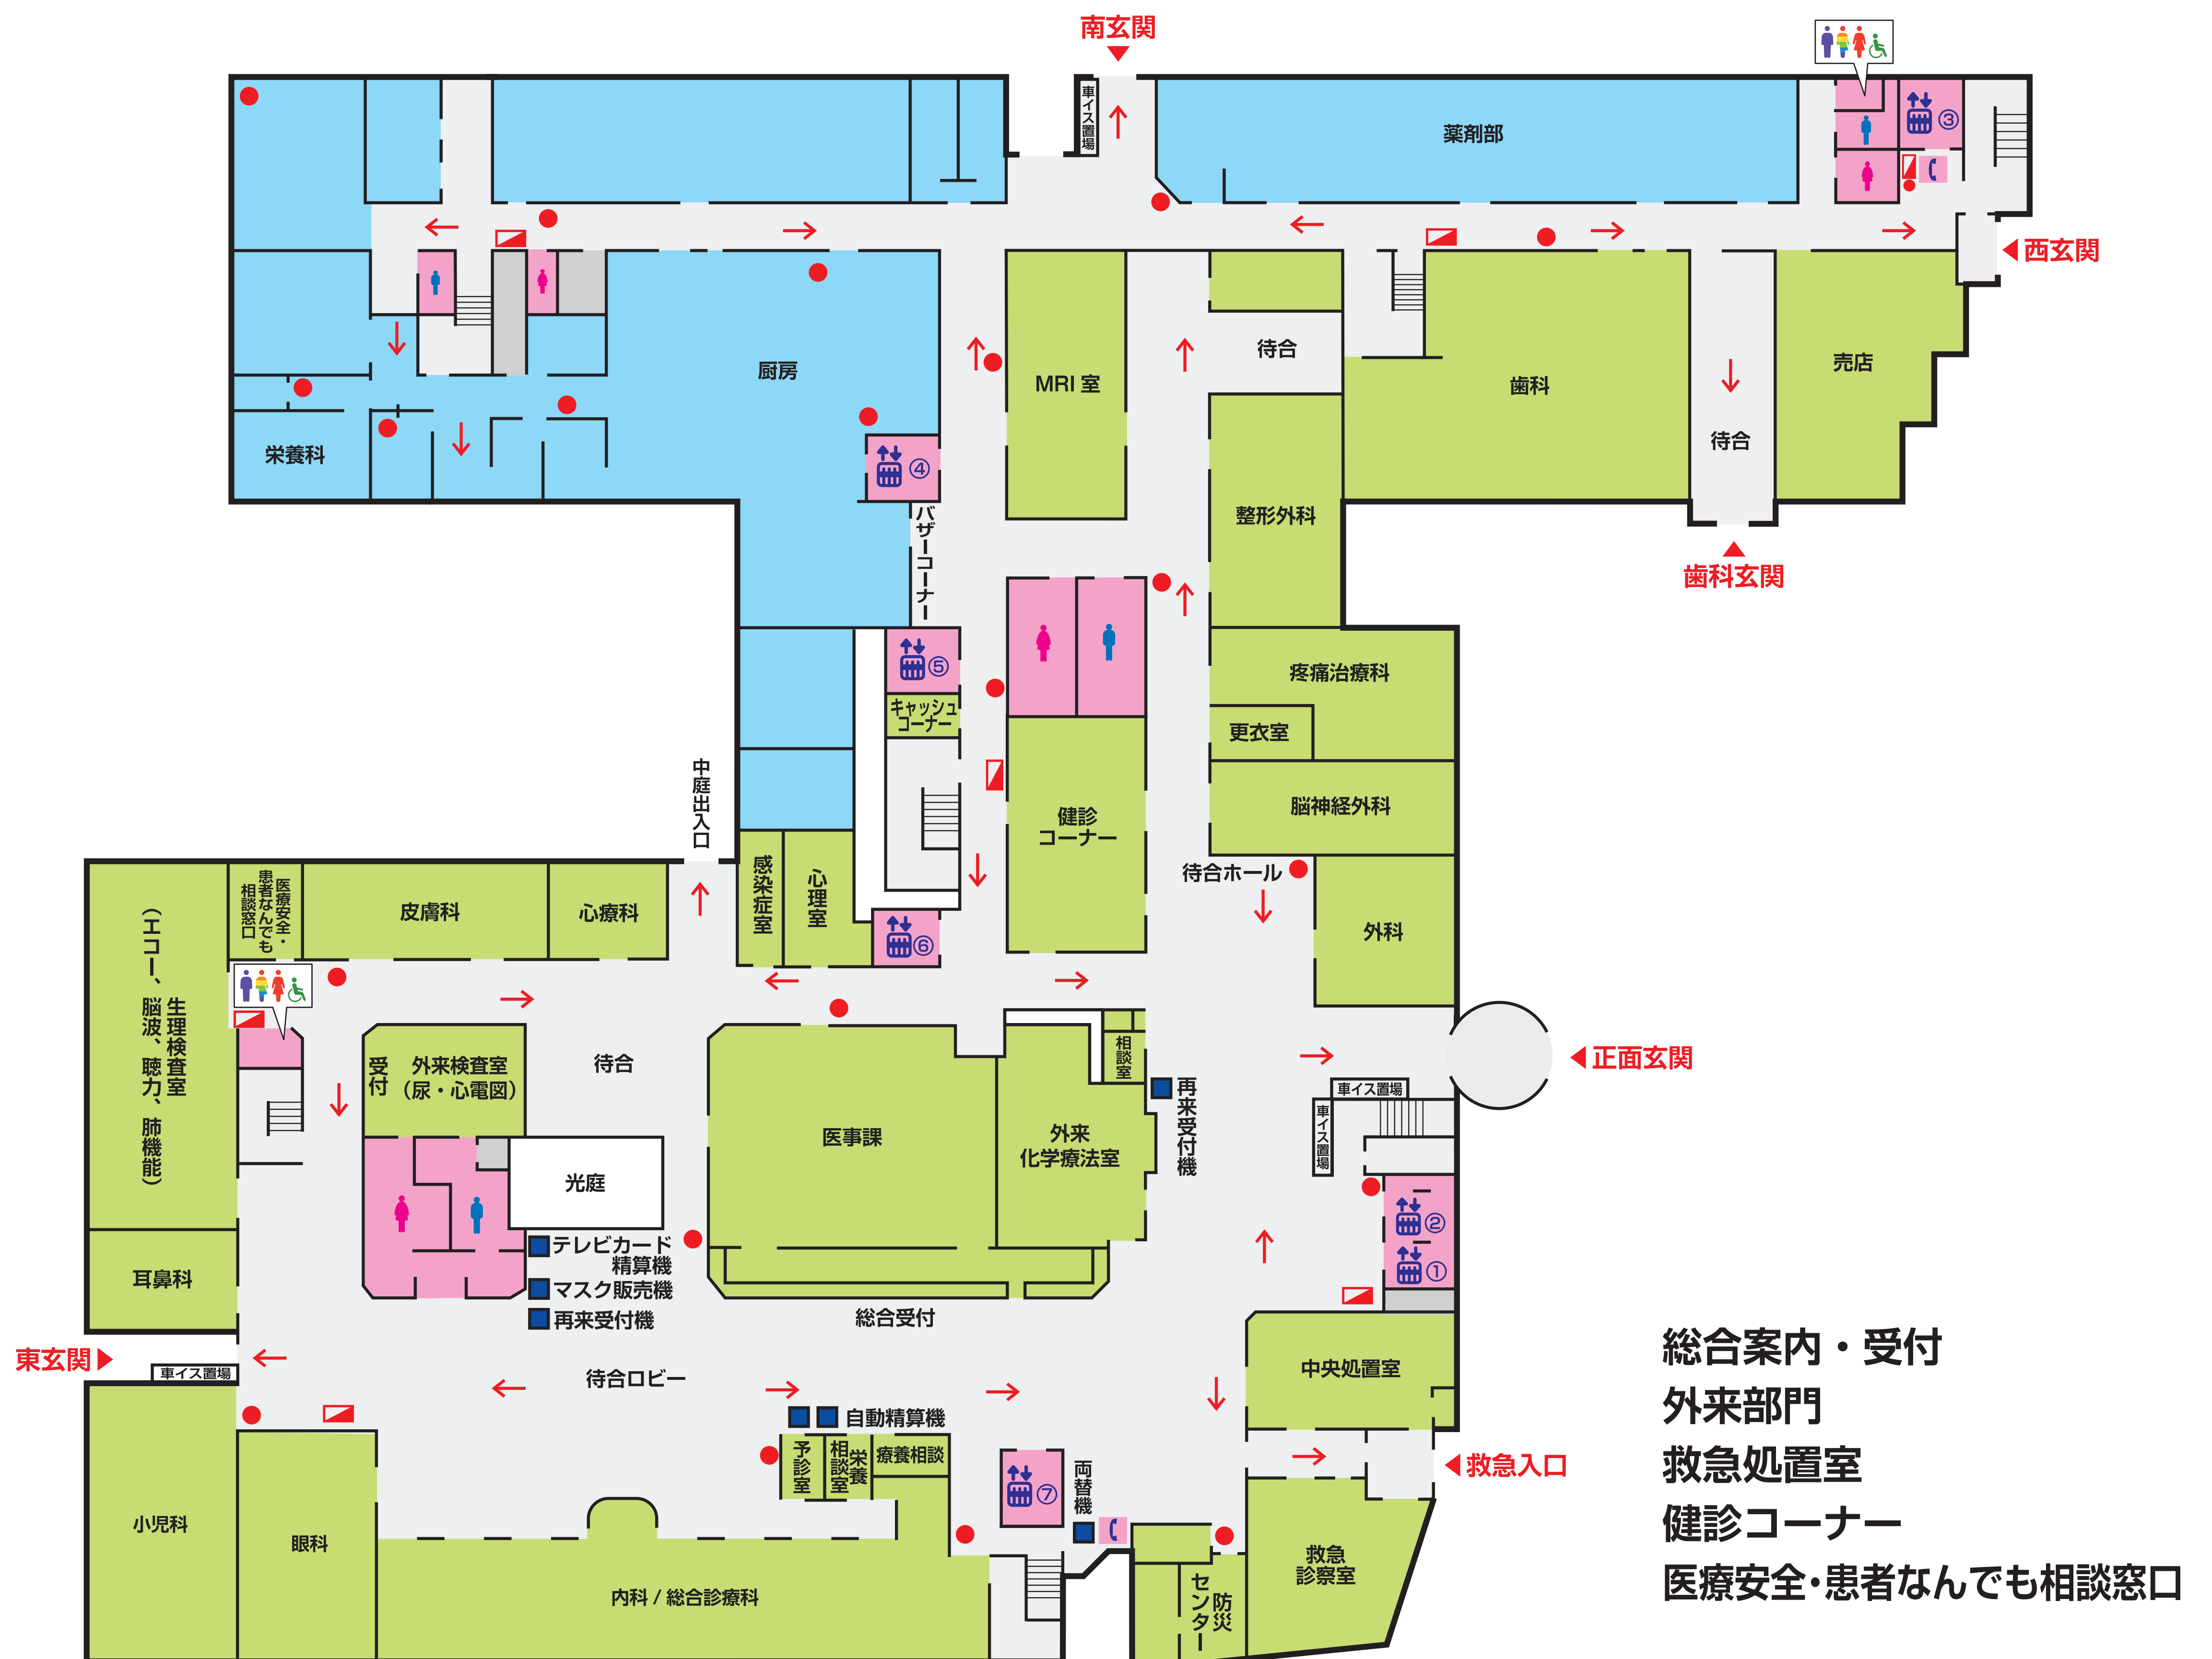 南玄関
車イス置場
薬剤部
③
西玄関
厨房
④
MRI 室
待合
歯科
待合
売店
栄養科
整形外科
バザーコーナー
歯科玄関
⑤
キャッシュ
コーナー
疼痛治療科
更衣室
脳神経外科
中庭出入口
健診
コーナー
待合ホール
外科
感染症室
心理室
⑥
医療安全・
患者なんでも
相談窓口
皮膚科
心療科
生理検査室
（エコー、脳波、聴力、肺機能）
受付
外来検査室
（尿・心電図）
待合
医事課
外来
化学療法室
相談室
再来受付機
正面玄関
車イス置場
車イス置場
光庭
②
①
テレビカード
精算機
マスク販売機
再来受付機
耳鼻科
総合受付
東玄関
車イス置場
待合ロビー
中央処置室
自動精算機
予診室
栄養
相談室
療養相談
⑦
両替機
救急入口
小児科
眼科
内科 / 総合診療科
防災
センター
救急
診察室
総合案内・受付
外来部門
救急処置室
健診コーナー
医療安全・患者なんでも相談窓口